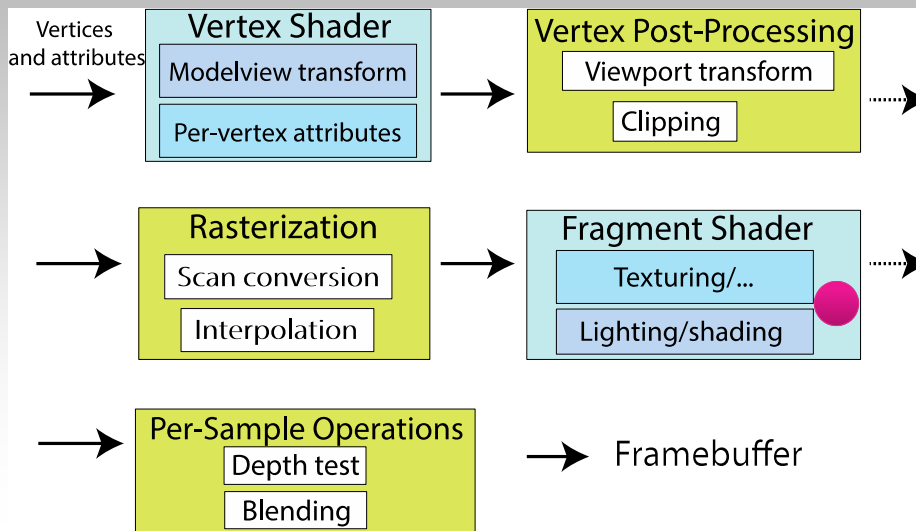 Vertices
and attributes
Vertex Shader
Modelview transform
Per-vertex attributes
Vertex Post-Processing
Viewport transform
Clipping
Rasterization
Scan conversion
Interpolation
Fragment Shader
Texturing/...
Lighting/shading
Per-Sample Operations
Depth test
Blending
Framebuffer